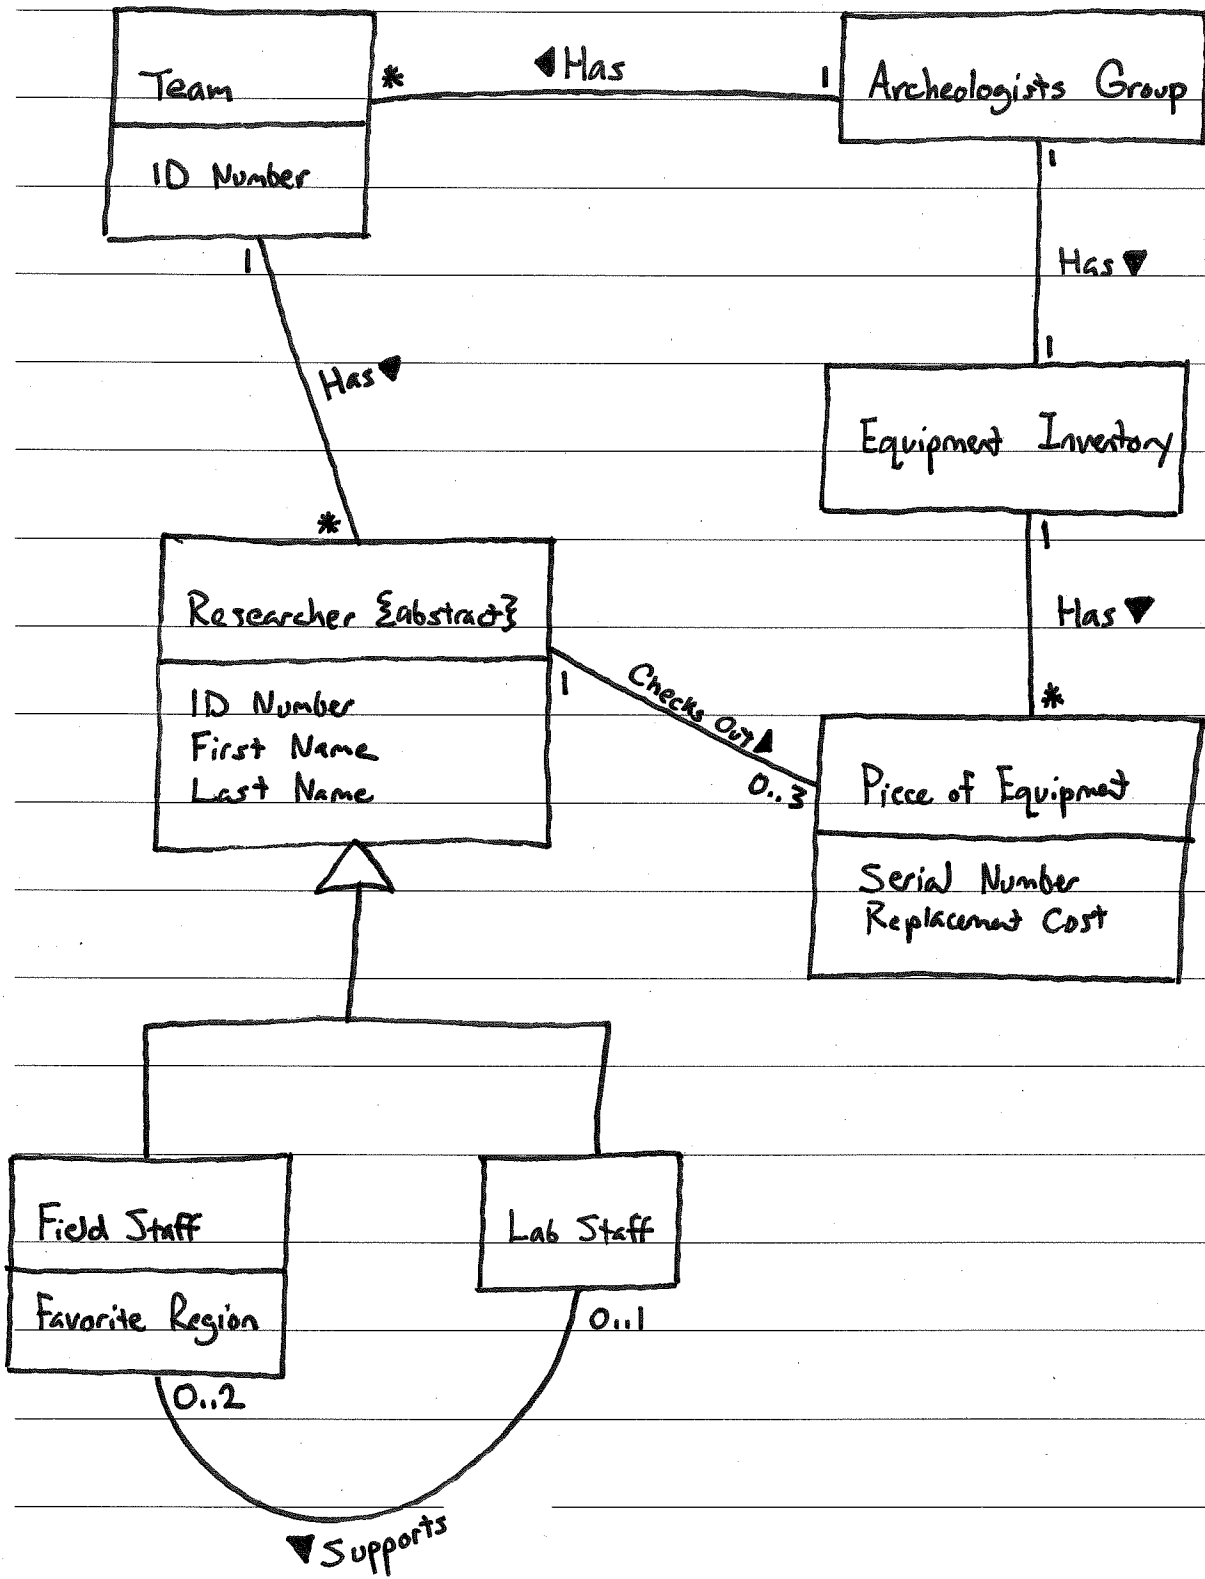 Team
ID Number
*
◀Has
1
Archeologists Group
1
Has ▼
1
Equipment Inventory
1
Has ▼
*
1
Has ▼
*
Researcher {abstract}
ID Number
First Name
Last Name
1
Checks Out ▲
0..3
Piece of Equipment
Serial Number
Replacement Cost
Field Staff
Favorite Region
0..2
Lab Staff
0..1
▼ Supports